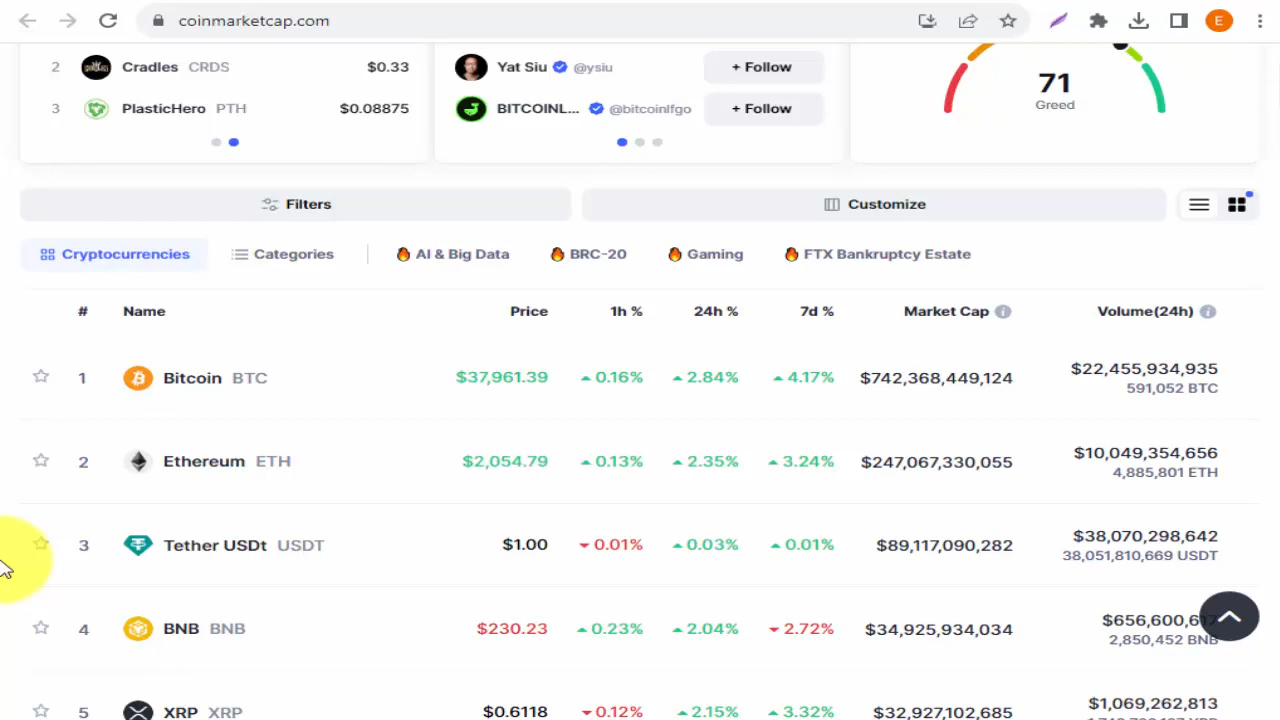 coinmarketcap.com
E
2 Cradles CRDS $0.33
3 PlasticHero PTH $0.08875
Yat Siu @ysiu + Follow
BITCOINL... @bitcoinlfgo + Follow
71
Greed
Filters
Customize
Cryptocurrencies Categories AI & Big Data BRC-20 Gaming FTX Bankruptcy Estate
# Name Price 1h % 24h % 7d % Market Cap Volume(24h)
1 Bitcoin BTC $37,961.39 0.16% 2.84% 4.17% $742,368,449,124 $22,455,934,935
591,052 BTC
2 Ethereum ETH $2,054.79 0.13% 2.35% 3.24% $247,067,330,055 $10,049,354,656
4,885,801 ETH
3 Tether USDt USDT $1.00 0.01% 0.03% 0.01% $89,117,090,282 $38,070,298,642
38,051,810,669 USDT
4 BNB BNB $230.23 0.23% 2.04% 2.72% $34,925,934,034 $656,600,617
2,850,452 BNB
5 XRP XRP $0.6118 0.12% 2.15% 3.32% $32,927,102,685 $1,069,262,813